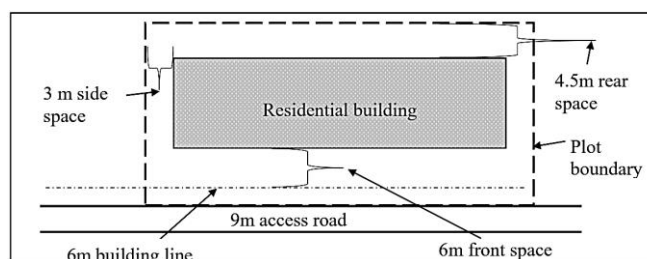 3 m side
space
Residential building
4.5m rear
space
Plot
boundary
9m access road
6m building line
6m front space